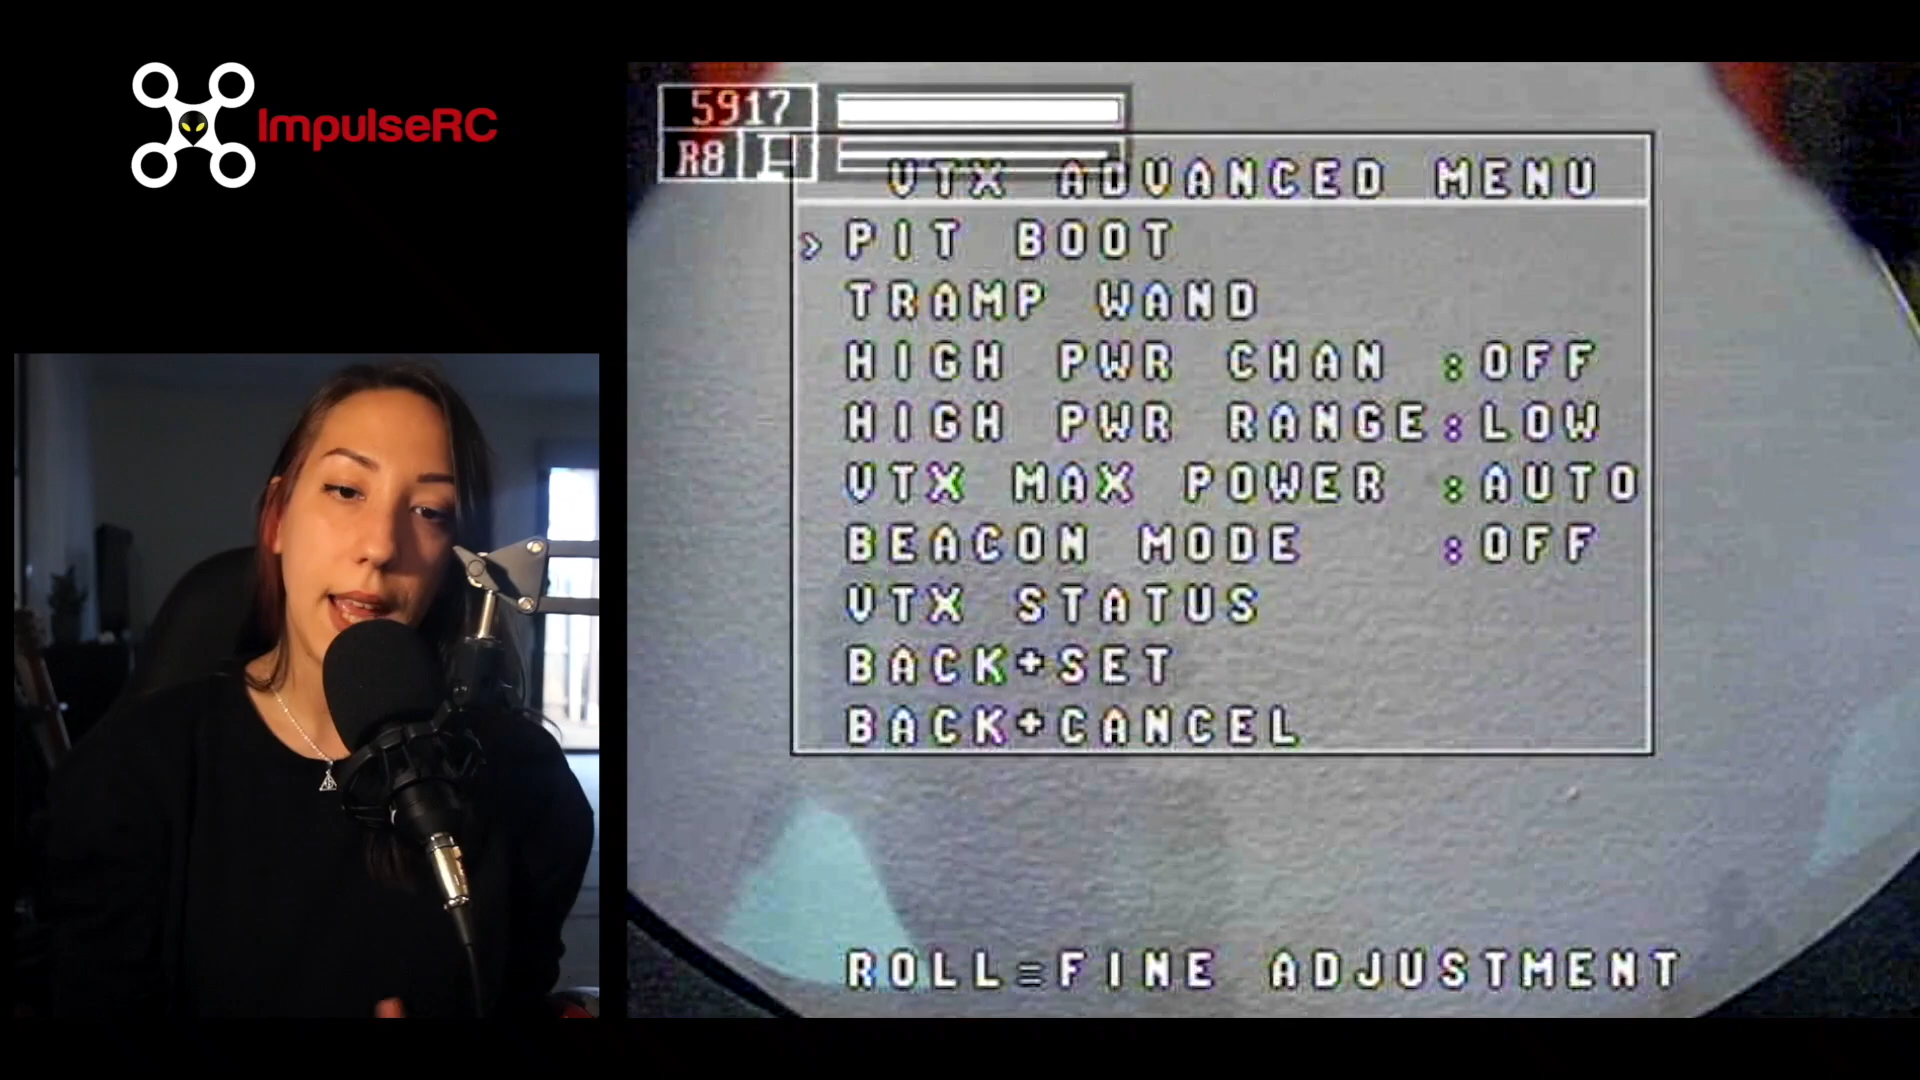 ImpulseRC
5917
R8
VTX ADVANCED MENU
> PIT BOOT
TRAMP WAND
HIGH PWR CHAN :OFF
HIGH PWR RANGE:LOW
VTX MAX POWER :AUTO
BEACON MODE :OFF
VTX STATUS
BACK+SET
BACK+CANCEL
ROLL=FINE ADJUSTMENT